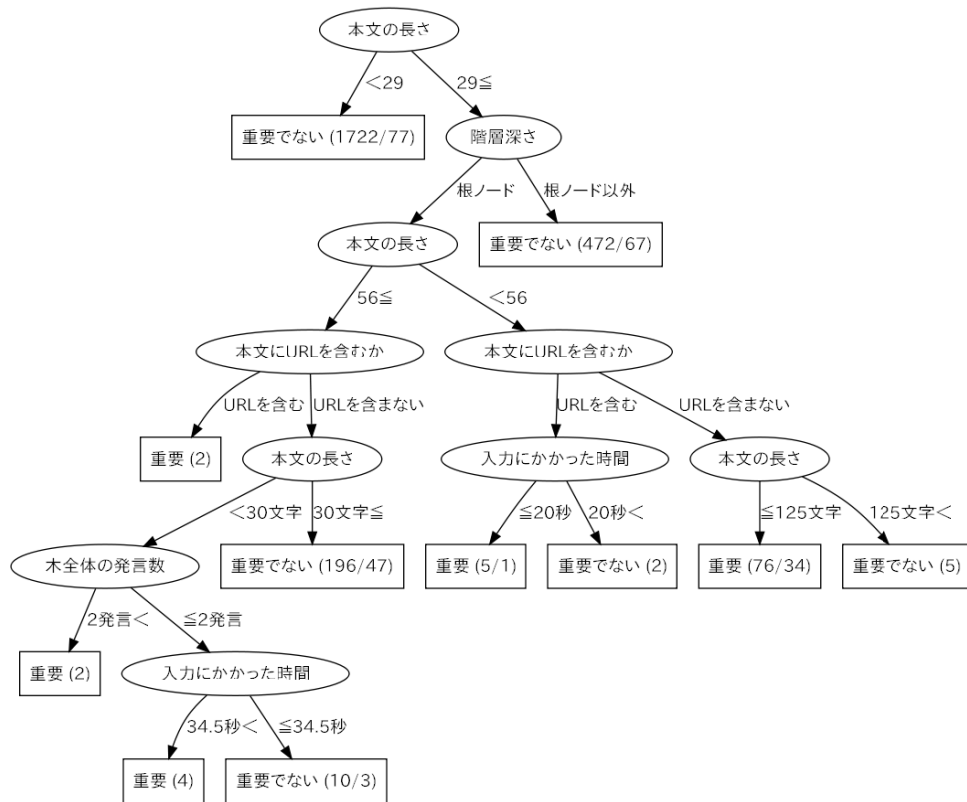 本文の長さ
＜29
29≦
重要でない (1722/77)
階層深さ
根ノード
根ノード以外
本文の長さ
重要でない (472/67)
56≦
＜56
本文にURLを含むか
本文にURLを含むか
URLを含む
URLを含まない
URLを含む
URLを含まない
重要 (2)
本文の長さ
入力にかかった時間
本文の長さ
＜30文字
30文字≦
≦20秒
20秒＜
≦125文字
125文字＜
木全体の発言数
重要でない (196/47)
重要 (5/1)
重要でない (2)
重要 (76/34)
重要でない (5)
2発言＜
≦2発言
重要 (2)
入力にかかった時間
34.5秒＜
≦34.5秒
重要 (4)
重要でない (10/3)